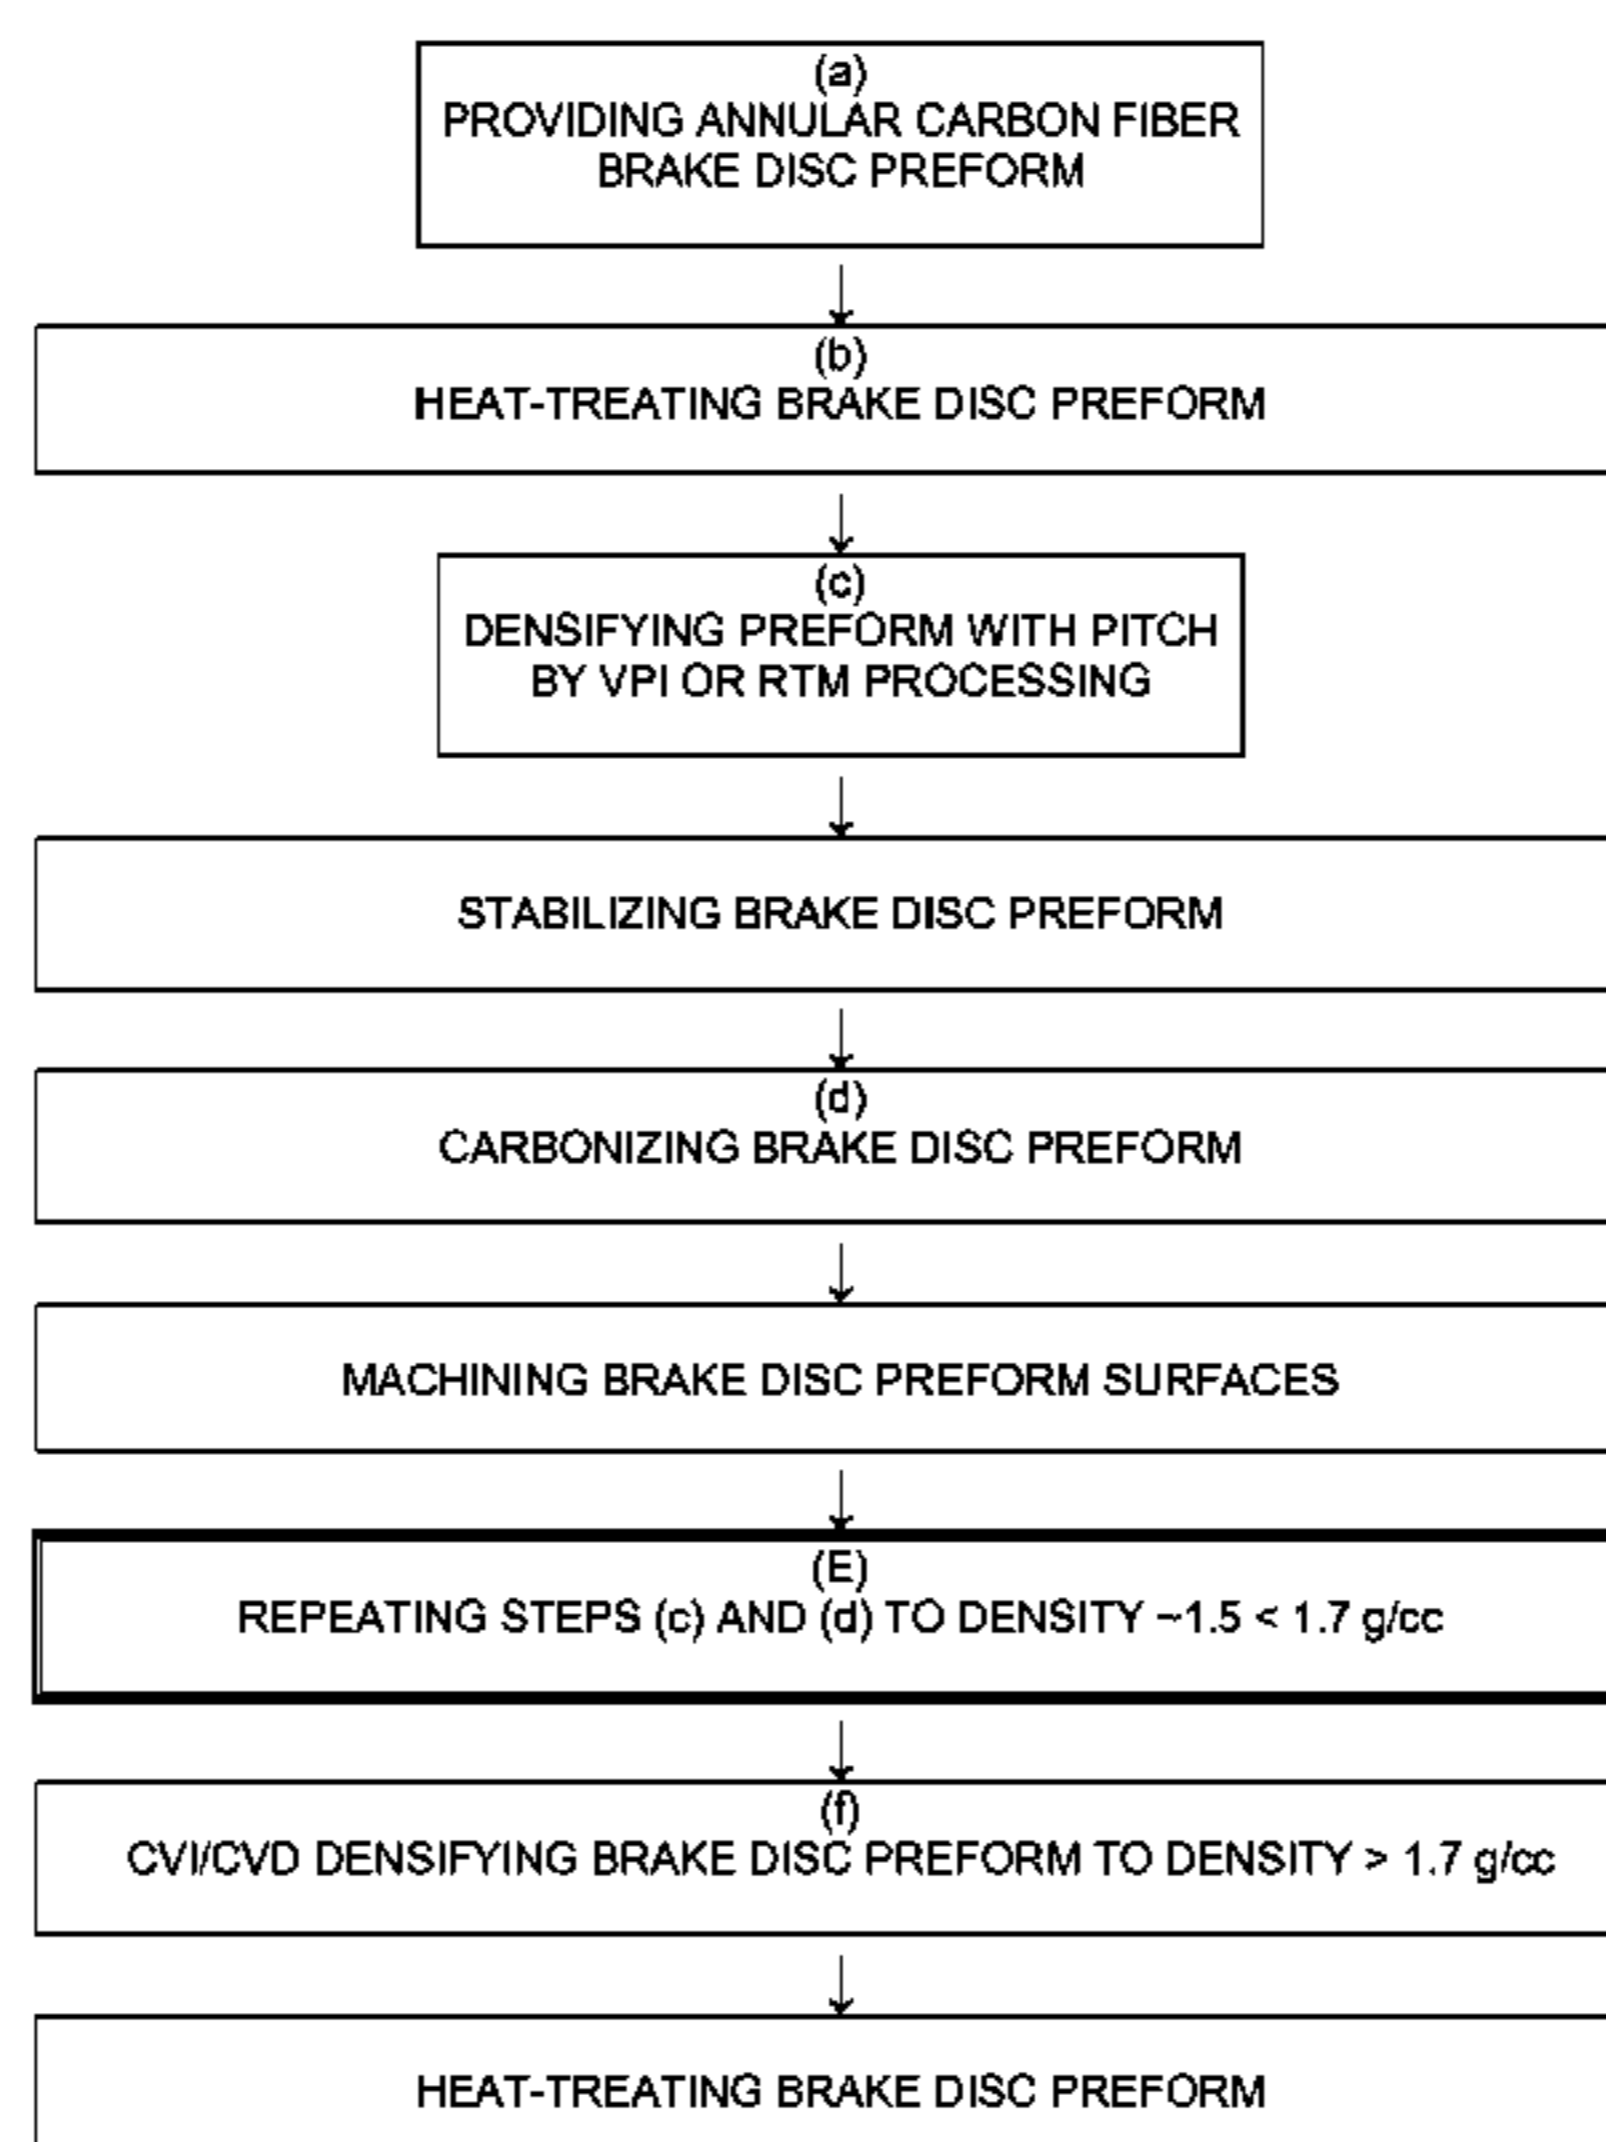 (a)
PROVIDING ANNULAR CARBON FIBER
BRAKE DISC PREFORM
(b)
HEAT-TREATING BRAKE DISC PREFORM
(c)
DENSIFYING PREFORM WITH PITCH
BY VPI OR RTM PROCESSING
STABILIZING BRAKE DISC PREFORM
(d)
CARBONIZING BRAKE DISC PREFORM
MACHINING BRAKE DISC PREFORM SURFACES
(E)
REPEATING STEPS (c) AND (d) TO DENSITY ~1.5 < 1.7 g/cc
(f)
CVI/CVD DENSIFYING BRAKE DISC PREFORM TO DENSITY > 1.7 g/cc
HEAT-TREATING BRAKE DISC PREFORM